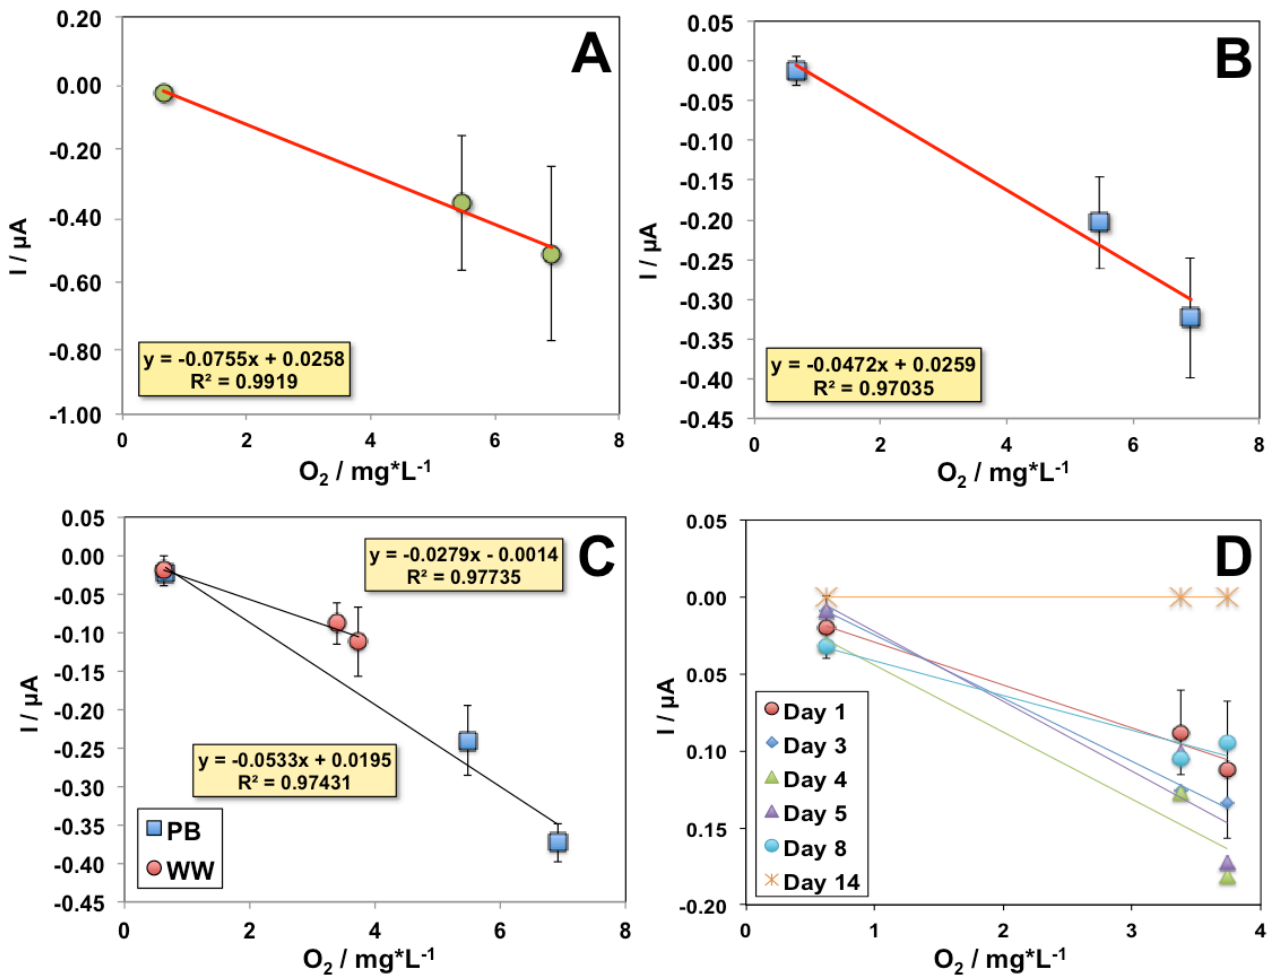 0.20
0.00
-0.20
-0.40
-0.60
-0.80
-1.00
I / µA
A
y = -0.0755x + 0.0258
R² = 0.9919
0 2 4 6 8
O₂ / mg*L⁻¹
0.05
0.00
-0.05
-0.10
-0.15
-0.20
-0.25
-0.30
-0.35
-0.40
-0.45
I / µA
B
y = -0.0472x + 0.0259
R² = 0.97035
0 2 4 6 8
O₂ / mg*L⁻¹
0.05
0.00
-0.05
-0.10
-0.15
-0.20
-0.25
-0.30
-0.35
-0.40
-0.45
I / µA
C
y = -0.0279x - 0.0014
R² = 0.97735
y = -0.0533x + 0.0195
R² = 0.97431
PB
WW
0 2 4 6 8
O₂ / mg*L⁻¹
0.05
0.00
0.05
0.10
0.15
-0.20
I / µA
D
Day 1
Day 3
Day 4
Day 5
Day 8
Day 14
0 1 2 3 4
O₂ / mg*L⁻¹